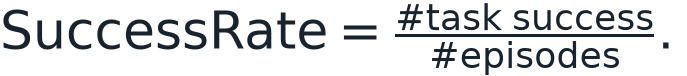 SuccessRate = #task success / #episodes.